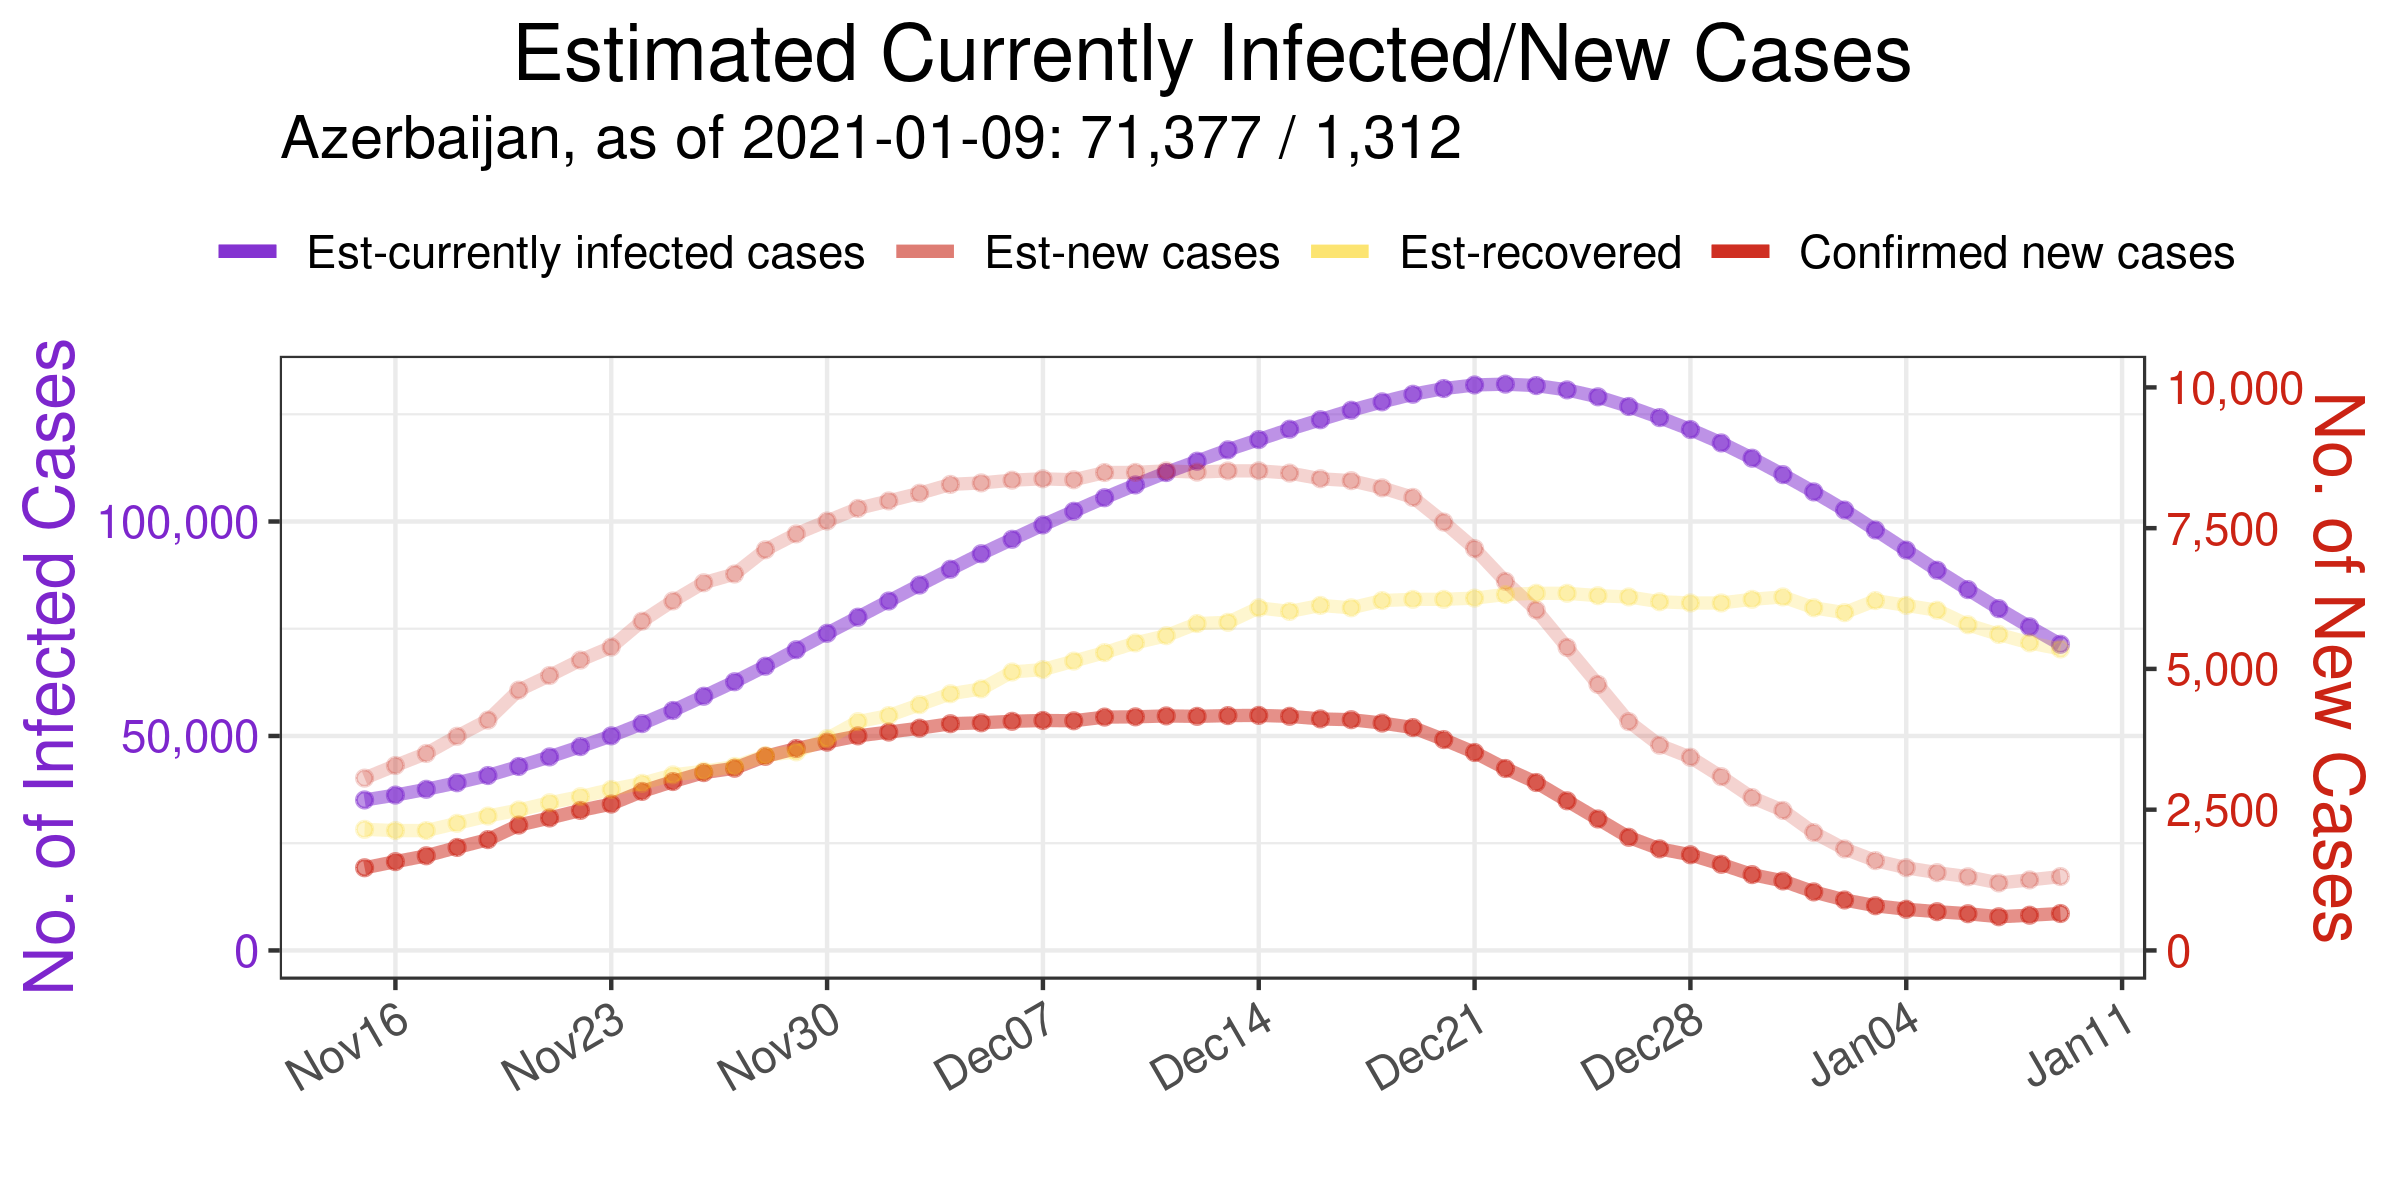 Estimated Currently Infected/New Cases
Azerbaijan, as of 2021-01-09: 71,377 / 1,312
Est-currently infected cases Est-new cases Est-recovered Confirmed new cases
No. of Infected Cases
100,000
50,000
0
10,000
7,500
5,000
2,500
0
No. of New Cases
Nov16 Nov23 Nov30 Dec07 Dec14 Dec21 Dec28 Jan04 Jan11